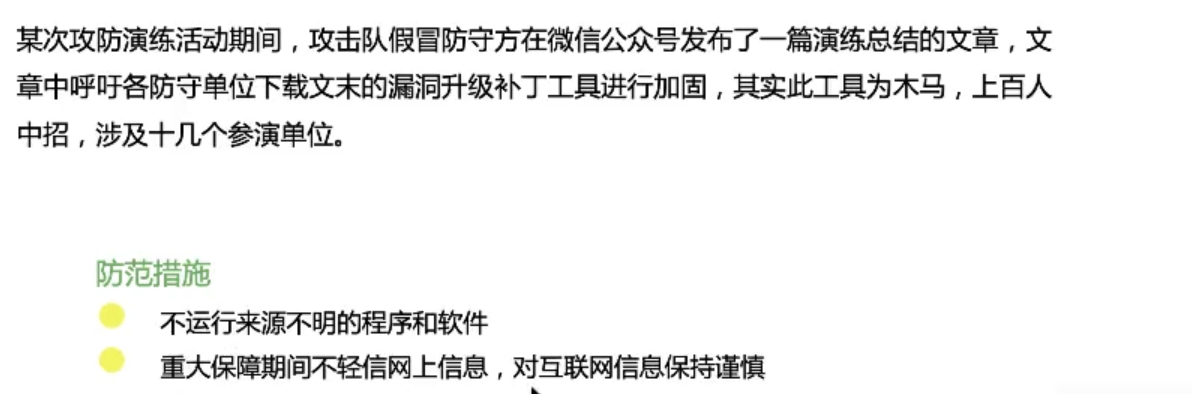 某次攻防演练活动期间，攻击队假冒防守方在微信公众号发布了一篇演练总结的文章，文
章中呼吁各防守单位下载文末的漏洞升级补丁工具进行加固，其实此工具为木马，上百人
中招，涉及十几个参演单位。
防范措施
不运行来源不明的程序和软件
重大保障期间不轻信网上信息，对互联网信息保持谨慎